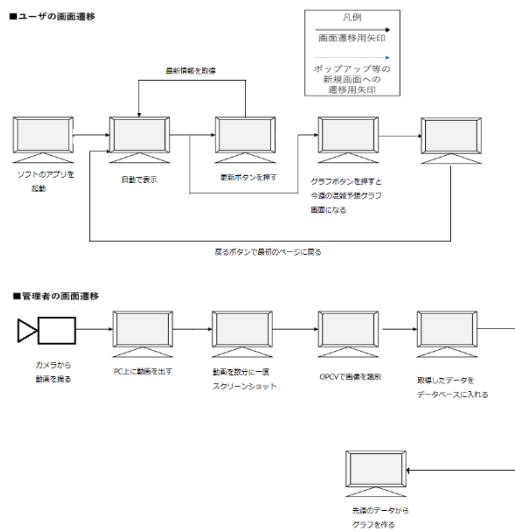 ■ユーザの画面遷移
凡例
画面遷移用矢印
ポップアップ等の
新規画面への
遷移用矢印
最新情報を取得
ソフトのアプリを
起動
自動で表示
更新ボタンを押す
グラフボタンを押すと
今週の混雑予想グラフ
画面になる
戻るボタンで最初のページに戻る
■管理者の画面遷移
カメラから
動画を撮る
PC上に動画を出す
動画を数分に一度
スクリーンショット
OPCVで画像を識別
取得したデータを
データベースに入れる
先週のデータから
グラフを作る